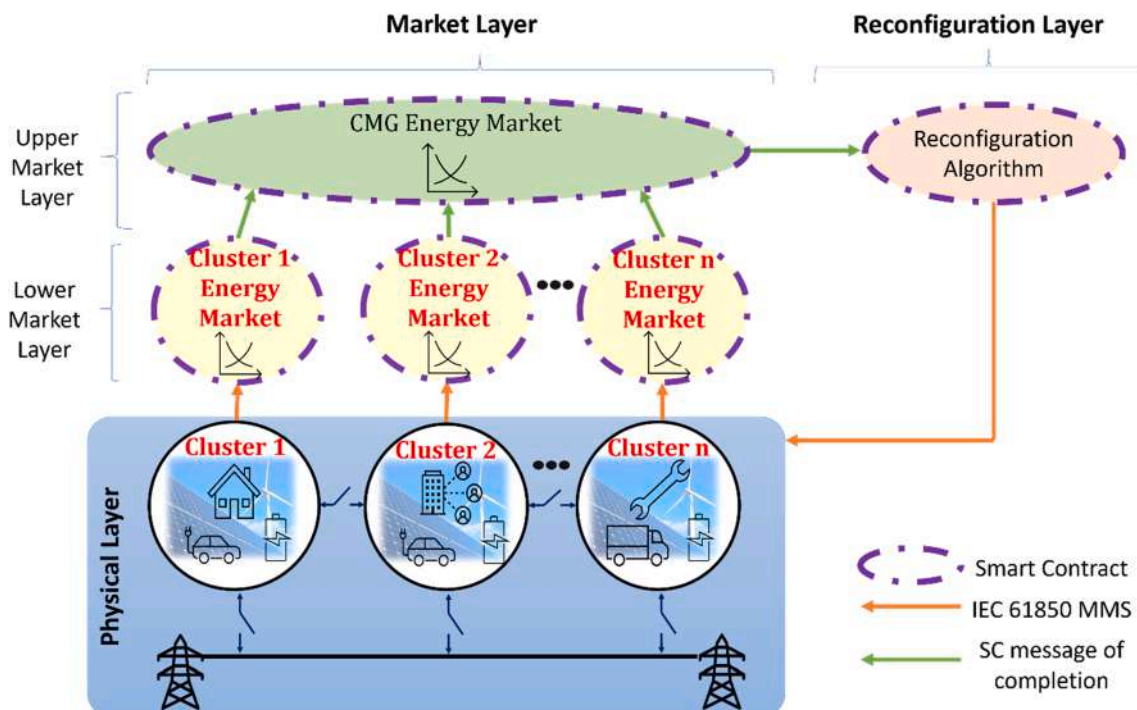 Market Layer
Reconfiguration Layer
Upper
Market
Layer
CMG Energy Market
Reconfiguration
Algorithm
Lower
Market
Layer
Cluster 1
Energy
Market
Cluster 2
Energy
Market
Cluster n
Energy
Market
Physical Layer
Cluster 1
Cluster 2
Cluster n
Smart Contract
IEC 61850 MMS
SC message of
completion